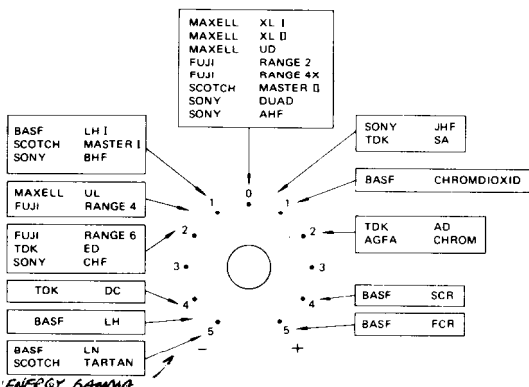 MAXELL XL I
MAXELL XL II
MAXELL UD
FUJI RANGE 2
FUJI RANGE 4X
SCOTCH MASTER II
SONY DUAD
SONY AHF
BASF LH I
SCOTCH MASTER I
SONY BHF
MAXELL UL
FUJI RANGE 4
FUJI RANGE 6
TDK ED
SONY CHF
TDK DC
BASF LH
BASF LN
SCOTCH TARTAN
ENERGY GAMMA
SONY JHF
TDK SA
BASF CHROMDIOXID
TDK AD
AGFA CHROM
BASF SCR
BASF FCR
0
1 1
2 2
3 3
4 4
5 5
− +